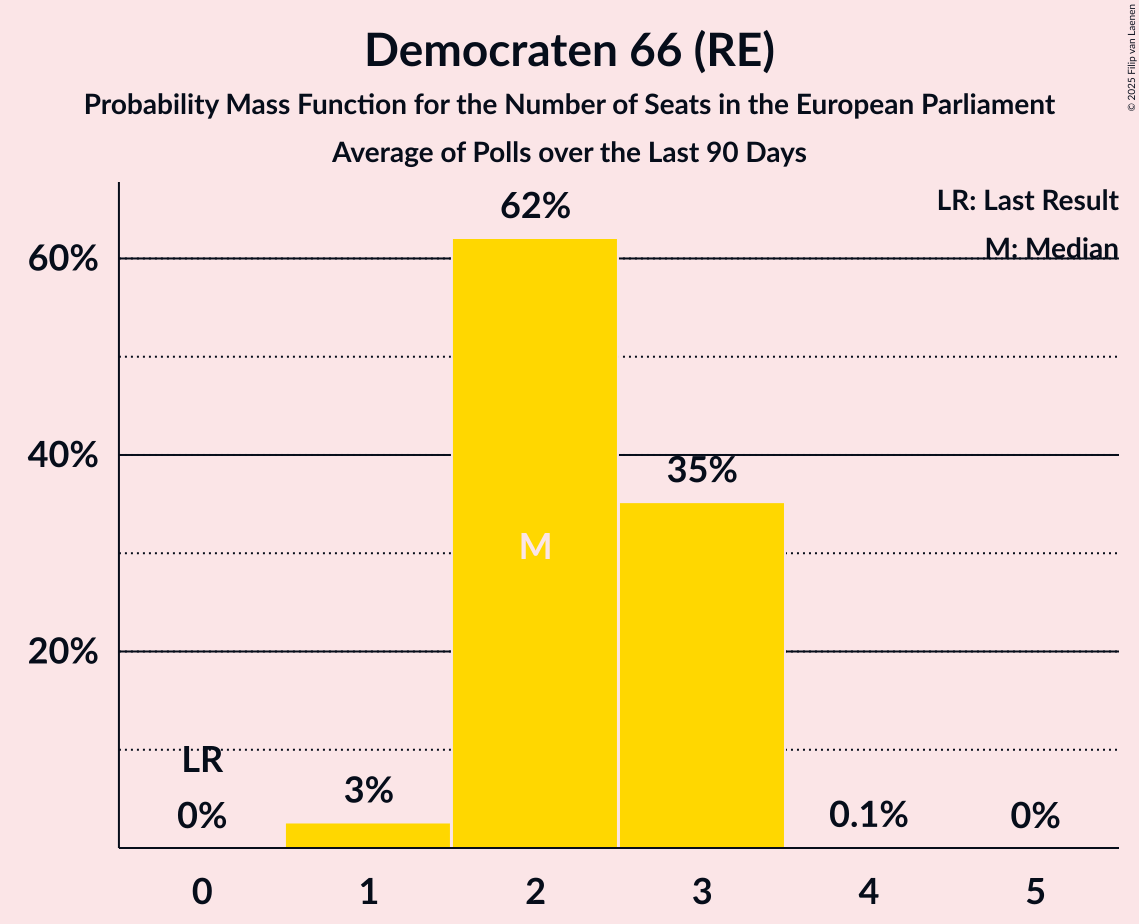 Democraten 66 (RE)
Probability Mass Function for the Number of Seats in the European Parliament
Average of Polls over the Last 90 Days
© 2025 Filip van Laenen
LR: Last Result
M: Median
62%
60%
40%
35%
M
20%
LR
0%
3%
0.1%
0%
0 1 2 3 4 5